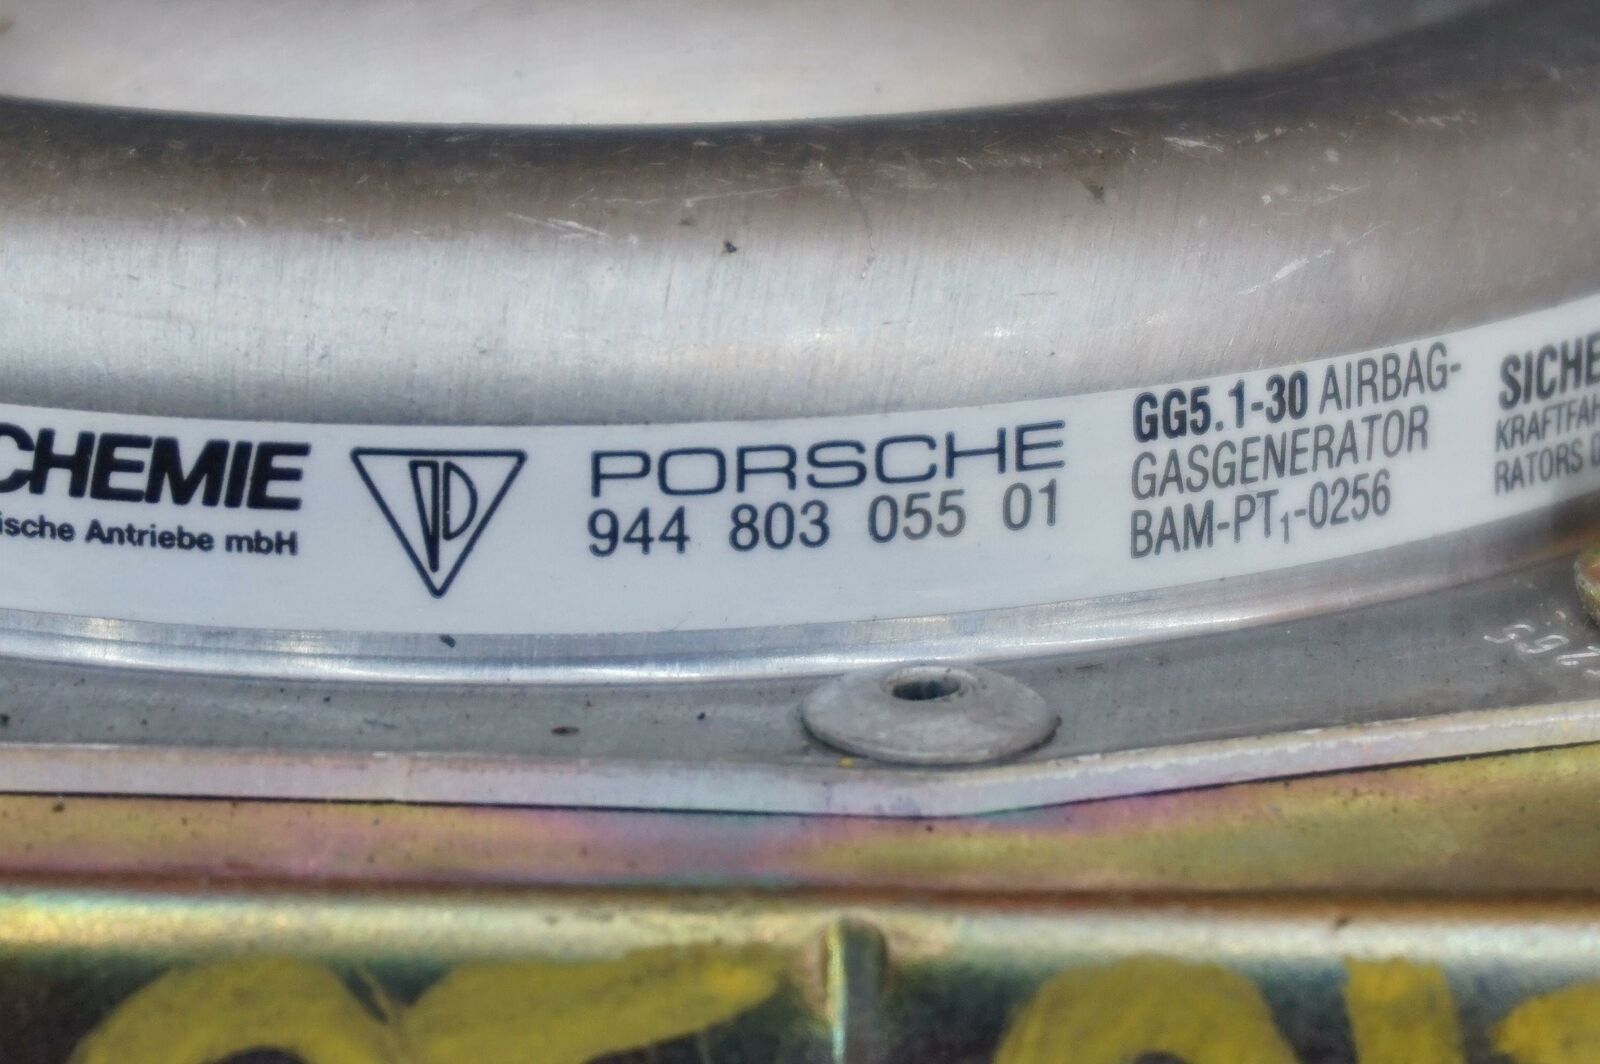 CHEMIE
ische Antriebe mbH
PORSCHE
944 803 055 01
GG5.1-30 AIRBAG-
GASGENERATOR
BAM-PT₁-0256
SICHE
KRAFTFAH
RATORS